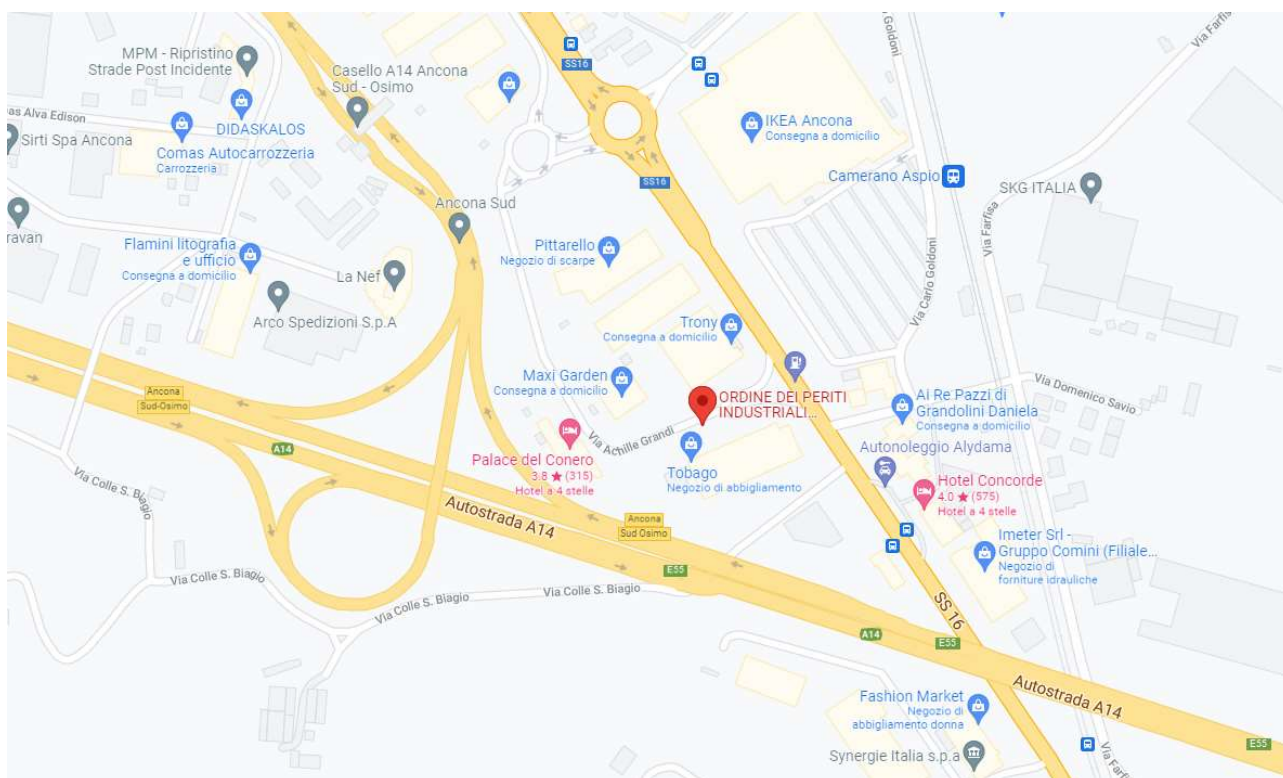 MPM - Ripristino
Strade Post Incidente
Casello A14 Ancona
Sud - Osimo
SS16
Goldoni
Via Farfisa
as Alva Edison
DIDASKALOS
Sirti Spa Ancona
Comas Autocarrozzeria
Carrozzeria
IKEA Ancona
Consegna a domicilio
SS16
Camerano Aspio
SKG ITALIA
Ancona Sud
ravan
Flamini litografia
e ufficio
Consegna a domicilio
La Nef
Pittarello
Negozio di scarpe
Via Farfisa
Via Carlo Goldoni
Arco Spedizioni S.p.A
Trony
Consegna a domicilio
Maxi Garden
Consegna a domicilio
Ancona
Sud-Osimo
ORDINE DEI PERITI
INDUSTRIALI...
Ai Re Pazzi di
Grandolini Daniela
Consegna a domicilio
Via Domenico Savio
A14
Via Achille Grandi
Palace del Conero
3.8 ★ (315)
Hotel a 4 stelle
Tobago
Negozio di abbigliamento
Autonoleggio Alydama
Hotel Concorde
4.0 ★ (575)
Hotel a 4 stelle
Via Colle S. Biagio
Autostrada A14
Ancona
Sud Osimo
Imeter Srl -
Gruppo Comini (Filiale...
Negozio di
forniture idrauliche
E55
Via Colle S. Biagio
Via Colle S. Biagio
Via Colle S. Biagio
SS 16
A14
E55
Autostrada A14
Fashion Market
Negozio di
abbigliamento donna
E55
Synergie Italia s.p.a
Via Farfi